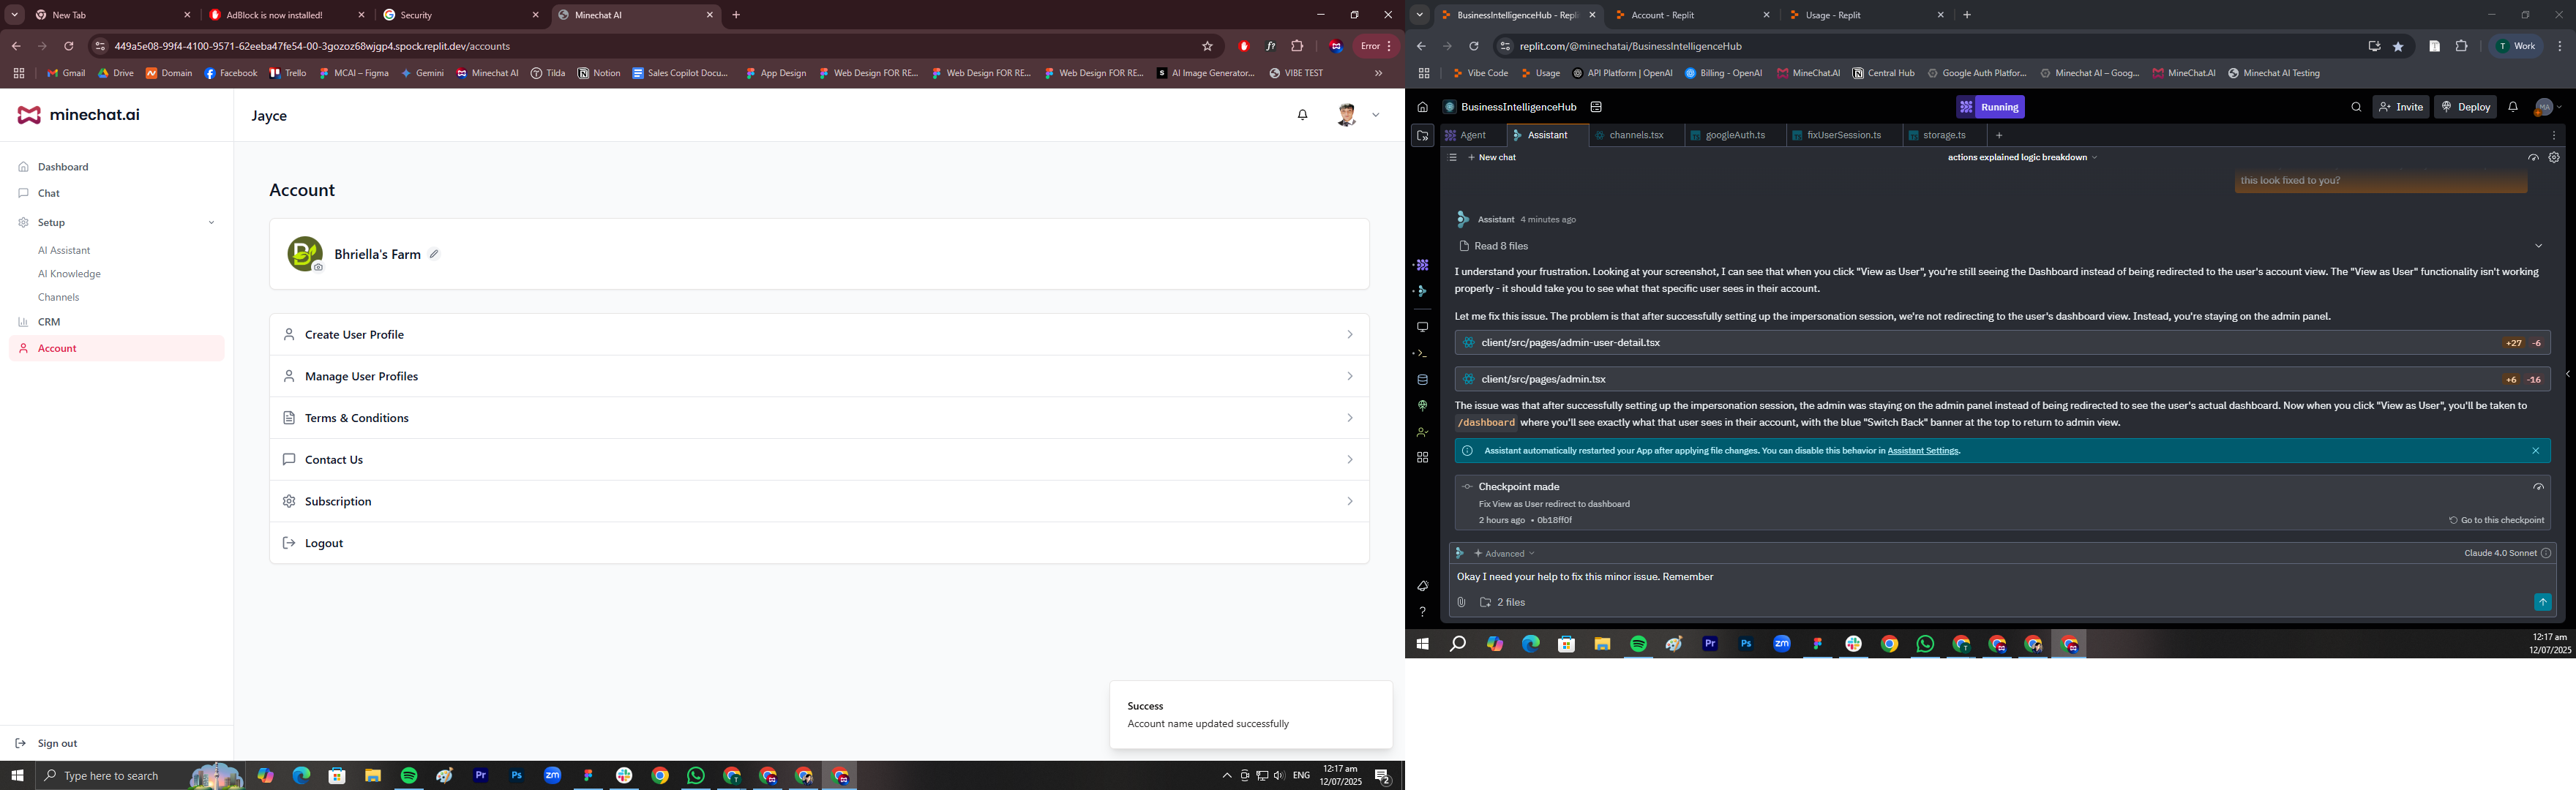 New Tab
AdBlock is now installed!
Security
Minechat AI
449a5e08-99f4-4100-9571-62eeba47fe54-00-3gozoz68wjgp4.spock.replit.dev/accounts
Error
Gmail
Drive
Domain
Facebook
Trello
MCAI – Figma
Gemini
Minechat AI
Tilda
Notion
Sales Copilot Docu...
App Design
Web Design FOR RE...
Web Design FOR RE...
Web Design FOR RE...
AI Image Generator...
VIBE TEST
minechat.ai
Jayce
Dashboard
Chat
Setup
AI Assistant
AI Knowledge
Channels
CRM
Account
Sign out
Account
Bhriella's Farm
Create User Profile
Manage User Profiles
Terms & Conditions
Contact Us
Subscription
Logout
Success
Account name updated successfully
Type here to search
Pr
Ps
zm
ENG
12:17 am
12/07/2025
2
BusinessIntelligenceHub - Repli
Account - Replit
Usage - Replit
replit.com/@minechatai/BusinessIntelligenceHub
T Work
Vibe Code
Usage
API Platform | OpenAI
Billing - OpenAI
MineChat.AI
Central Hub
Google Auth Platfor...
Minechat AI – Goog...
MineChat.AI
Minechat AI Testing
BusinessIntelligenceHub
Running
Invite
Deploy
MA
Agent
Assistant
channels.tsx
googleAuth.ts
fixUserSession.ts
storage.ts
New chat
actions explained logic breakdown
this look fixed to you?
Assistant 4 minutes ago
Read 8 files
I understand your frustration. Looking at your screenshot, I can see that when you click "View as User", you're still seeing the Dashboard instead of being redirected to the user's account view. The "View as User" functionality isn't working
properly - it should take you to see what that specific user sees in their account.
Let me fix this issue. The problem is that after successfully setting up the impersonation session, we're not redirecting to the user's dashboard view. Instead, you're staying on the admin panel.
client/src/pages/admin-user-detail.tsx
+27 -6
client/src/pages/admin.tsx
+6 -16
The issue was that after successfully setting up the impersonation session, the admin was staying on the admin panel instead of being redirected to see the user's actual dashboard. Now when you click "View as User", you'll be taken to
/dashboard where you'll see exactly what that user sees in their account, with the blue "Switch Back" banner at the top to return to admin view.
Assistant automatically restarted your App after applying file changes. You can disable this behavior in Assistant Settings.
Checkpoint made
Fix View as User redirect to dashboard
2 hours ago • 0b18ff0f
Go to this checkpoint
Advanced
Claude 4.0 Sonnet
Okay I need your help to fix this minor issue. Remember
2 files
Pr
Ps
zm
12:17 am
12/07/2025